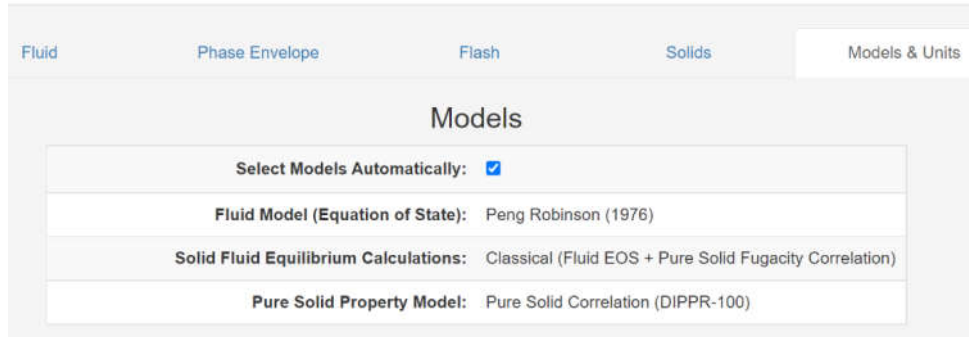 Fluid Phase Envelope Flash Solids Models & Units
Models
Select Models Automatically:
Fluid Model (Equation of State): Peng Robinson (1976)
Solid Fluid Equilibrium Calculations: Classical (Fluid EOS + Pure Solid Fugacity Correlation)
Pure Solid Property Model: Pure Solid Correlation (DIPPR-100)